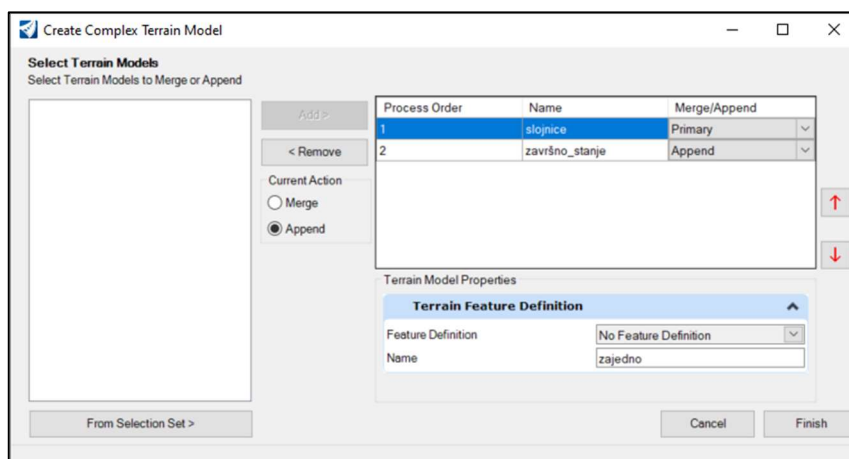 Create Complex Terrain Model
Select Terrain Models
Select Terrain Models to Merge or Append
Add >
< Remove
Current Action
Merge
Append
Process Order Name Merge/Append
1 slojnice Primary
2 završno_stanje Append
Terrain Model Properties
Terrain Feature Definition
Feature Definition No Feature Definition
Name zajedno
From Selection Set >
Cancel Finish